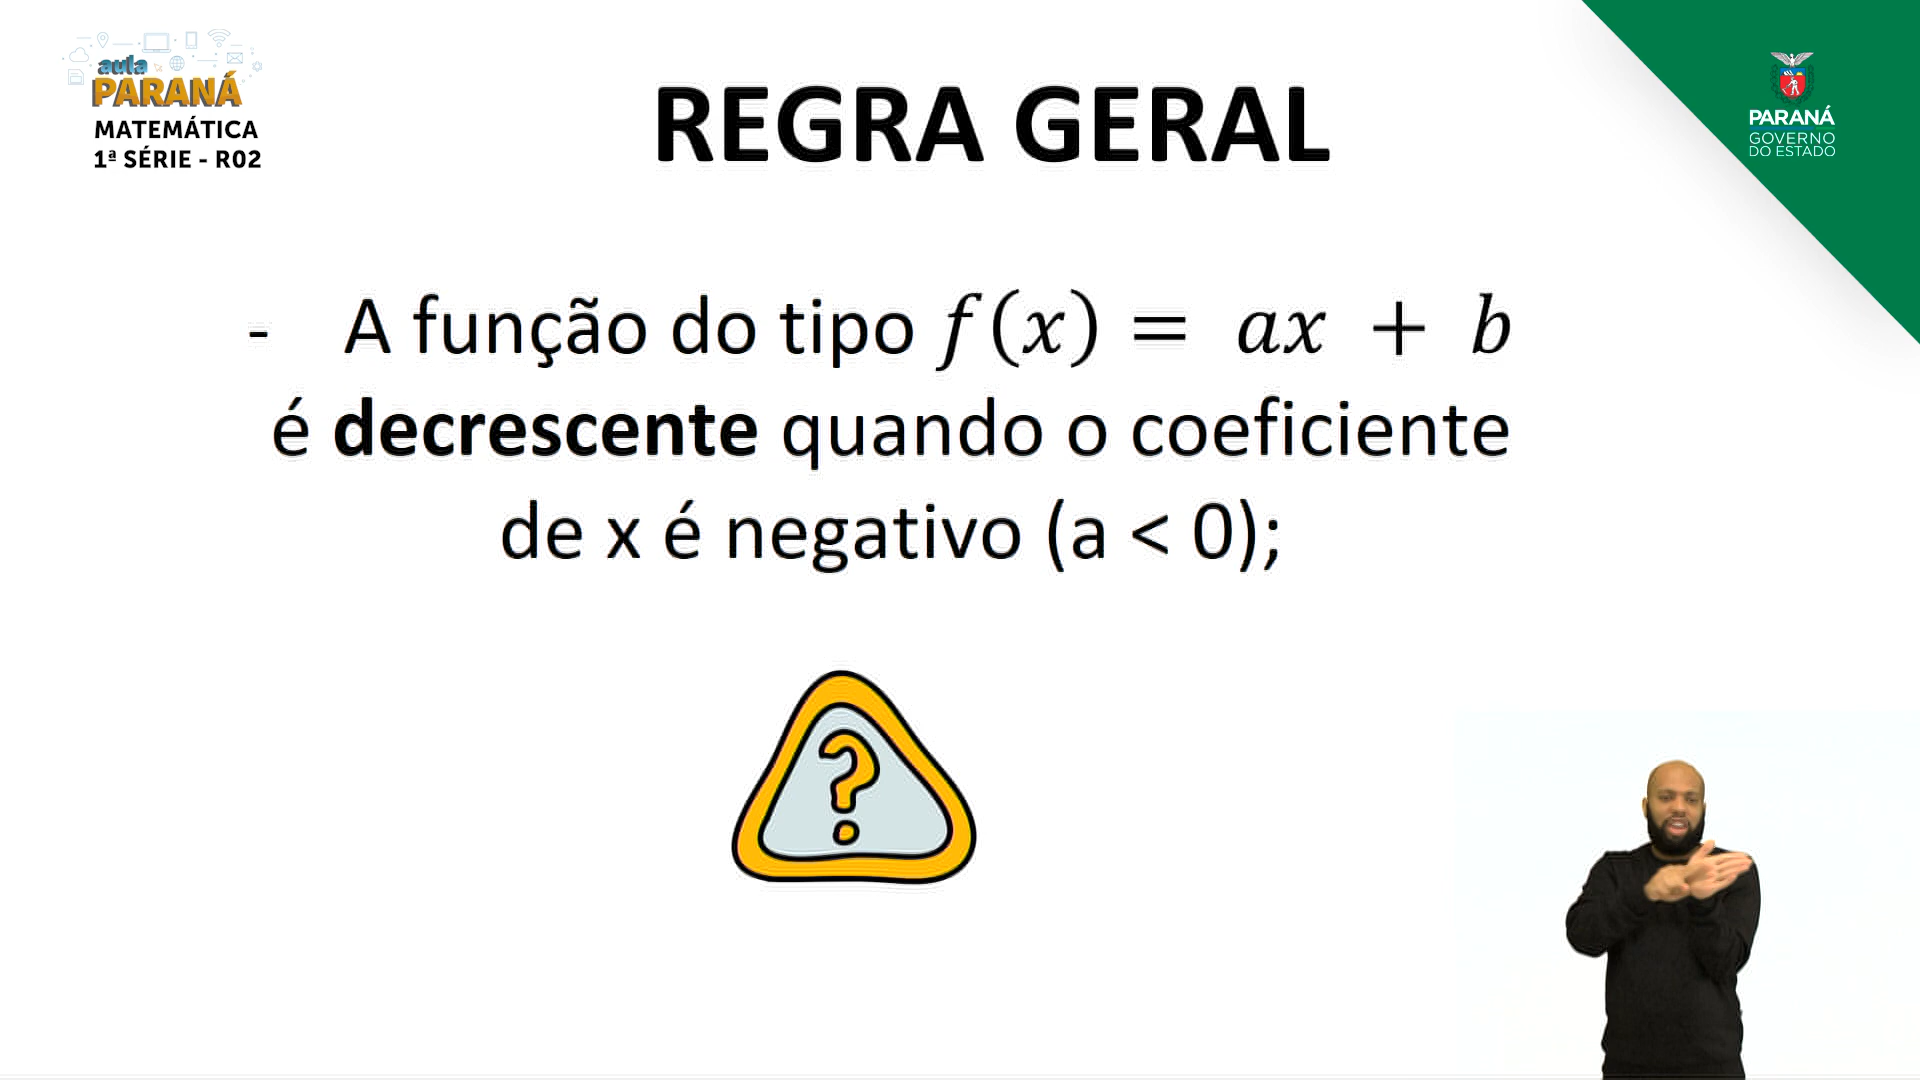 aula
PARANÁ
MATEMÁTICA
1ª SÉRIE - R02
REGRA GERAL
PARANÁ
GOVERNO
DO ESTADO
- A função do tipo f(x) = ax + b
é decrescente quando o coeficiente
de x é negativo (a < 0);
?